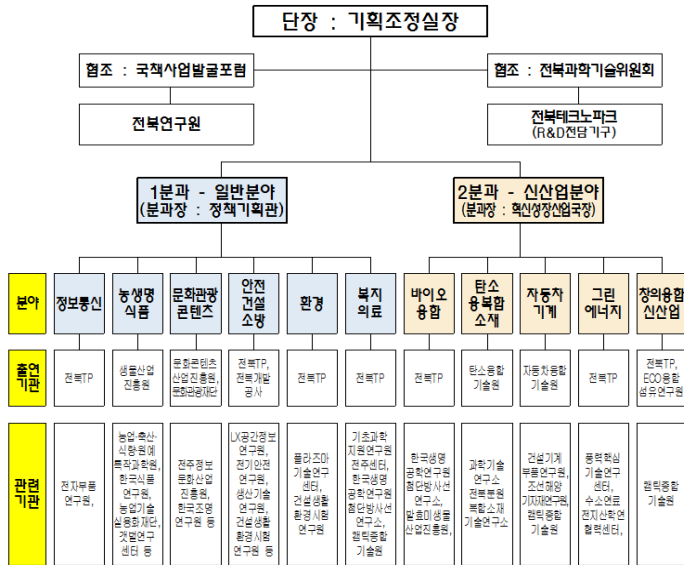 단장 : 기획조정실장
협조 : 국책사업발굴포럼
협조 : 전북과학기술위원회
전북연구원
전북테크노파크
(R&D전담기구)
1분과 - 일반분야
(분과장 : 정책기획관)
2분과 - 신산업분야
(분과장 : 혁신성장산업국장)
분야
정보통신
농생명
식품
문화관광
콘텐츠
안전
건설
소방
환경
복지
의료
바이오
융합
탄소
융복합
소재
자동차
기계
그린
에너지
창의융합
신산업
출연
기관
전북TP
생물산업
진흥원
문화콘텐츠
산업진흥원,
문화관광재단
전북TP,
전북개발
공사
전북TP
전북TP
전북TP
탄소융합
기술원
자동차융합
기술원
전북TP
전북TP,
ECO융합
섬유연구원
관련
기관
전자부품
연구원,
농업·축산·
식량·원예
특작과학원,
한국식품
연구원,
농업기술
실용화재단,
갯벌연구
센터 등
전주정보
문화산업
진흥원,
한국조명
연구원 등
LX공간정보
연구원,
전기안전
연구원,
생산기술
연구원,
건설생활
환경시험
연구원 등
플라즈마
기술연구
센터,
건설생활
환경시험
연구원
기초과학
지원연구원
전주센터,
한국생명
공학연구원
첨단방사선
연구소,
캠틱종합
기술원
한국생명
공학연구원
첨단방사선
연구소,
발효미생물
산업진흥원,
과학기술
연구소
전북분원
복합소재
기술연구소
건설기계
부품연구원,
조선해양
기자재연구원,
캠틱종합
기술원
풍력핵심
기술연구
센터,
수소연료
전지산학연
협력센터,
캠틱종합
기술원